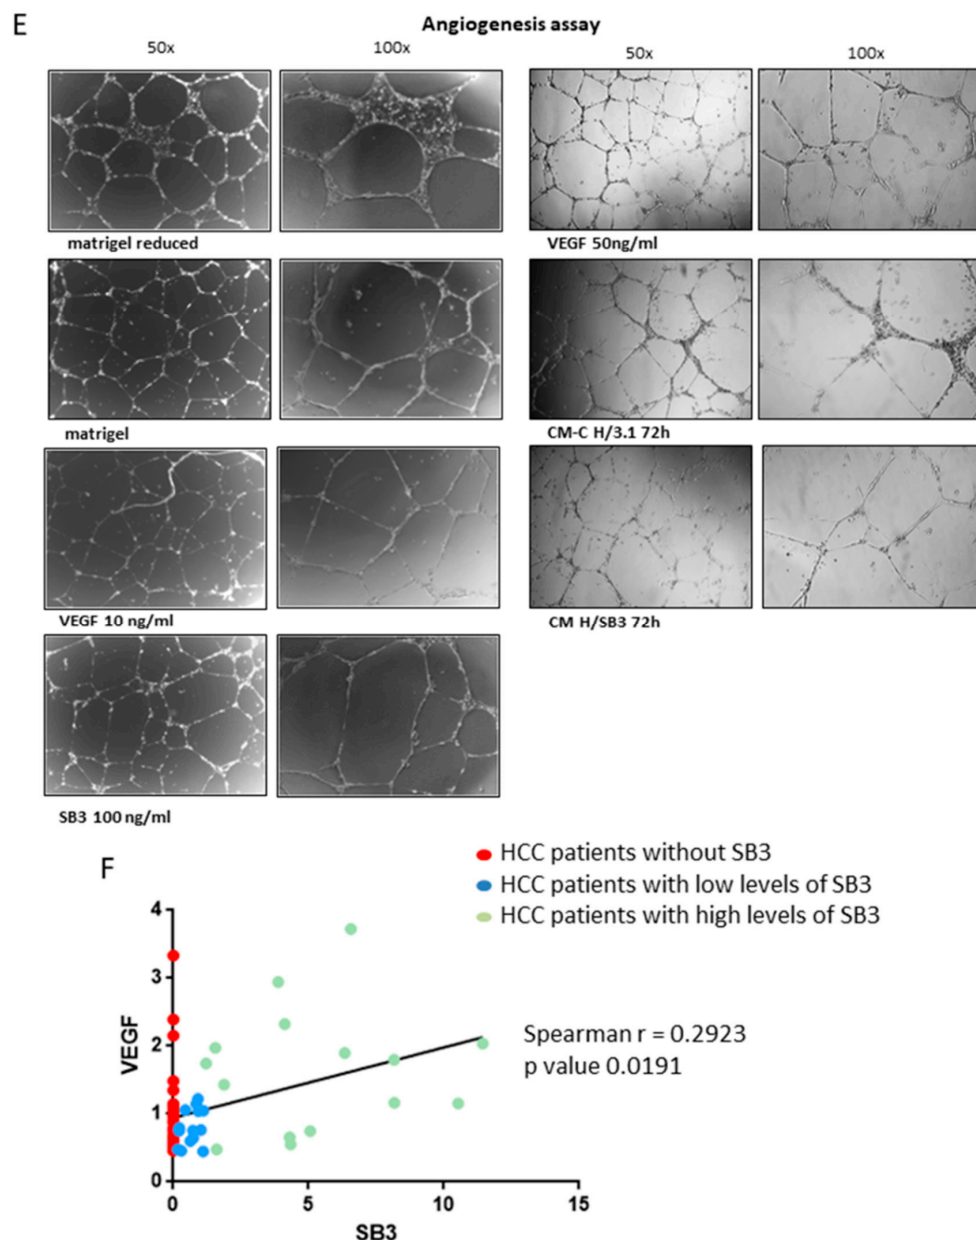 E
Angiogenesis assay
50x 100x 50x 100x
matrigel reduced VEGF 50ng/ml
matrigel CM-C H/3.1 72h
VEGF 10 ng/ml CM H/SB3 72h
SB3 100 ng/ml
F
HCC patients without SB3
HCC patients with low levels of SB3
HCC patients with high levels of SB3
4
3
2
1
0
VEGF
Spearman r = 0.2923
p value 0.0191
0 5 10 15
SB3